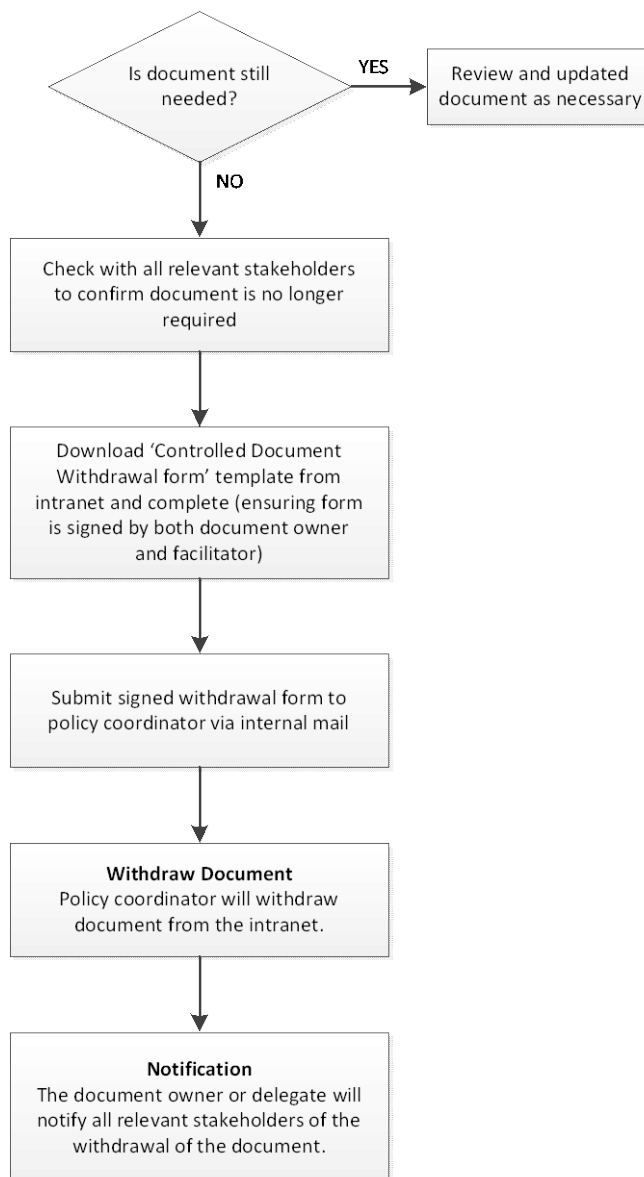 Is document still
needed?
YES
Review and updated
document as necessary
NO
Check with all relevant stakeholders
to confirm document is no longer
required
Download ‘Controlled Document
Withdrawal form’ template from
intranet and complete (ensuring form
is signed by both document owner
and facilitator)
Submit signed withdrawal form to
policy coordinator via internal mail
Withdraw Document
Policy coordinator will withdraw
document from the intranet.
Notification
The document owner or delegate will
notify all relevant stakeholders of the
withdrawal of the document.